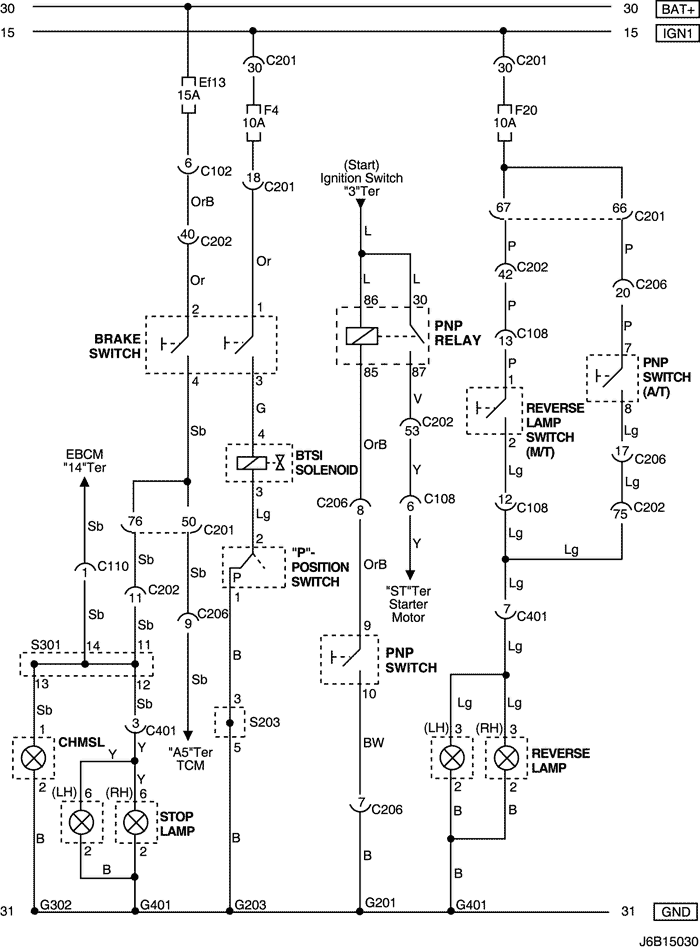 30 30 BAT+
15 15 IGN1
30 C201 30 C201
Ef13
15A
F4
10A
F20
10A
6 C102
18 C201
(Start)
Ignition Switch
"3"Ter
67 66 C201
OrB
40 C202
L
P P
42 C202
20 C206
Or Or
L L
P P
2 1
86 30
13 C108
BRAKE
SWITCH
PNP
RELAY
P 7
PNP
SWITCH
(A/T)
4 3
85 87
1
REVERSE
LAMP
SWITCH
(M/T)
8
G
V
2 Lg
Sb
4
C202
53
17 C206
EBCM
"14"Ter
BTSI
SOLENOID
OrB
Y
Lg Lg
3
C206 8
6 C108
12 C108
C202
75
Sb
76 50 C201
Lg
2
"P"-
POSITION
SWITCH
P
Y
Lg
Lg
1 C110
Sb
C202
11
Sb
1
OrB
"ST"Ter
Starter
Motor
Lg
Sb
Sb
C206
9
7 C401
S301 14 11
B
9
PNP
SWITCH
Lg
13 12
Sb
10
Sb Sb
3
S203
5
Lg Lg
1
3 C401
"A5"Ter
TCM
BW
(LH) 3 (RH) 3
REVERSE
LAMP
CHMSL
Y Y
2
(LH) 6 (RH) 6
STOP
LAMP
7 C206
2 2
B B
B
2 2
B
B
B
B
31 G302 G401 G203 G201 G401 31 GND
J6B15030